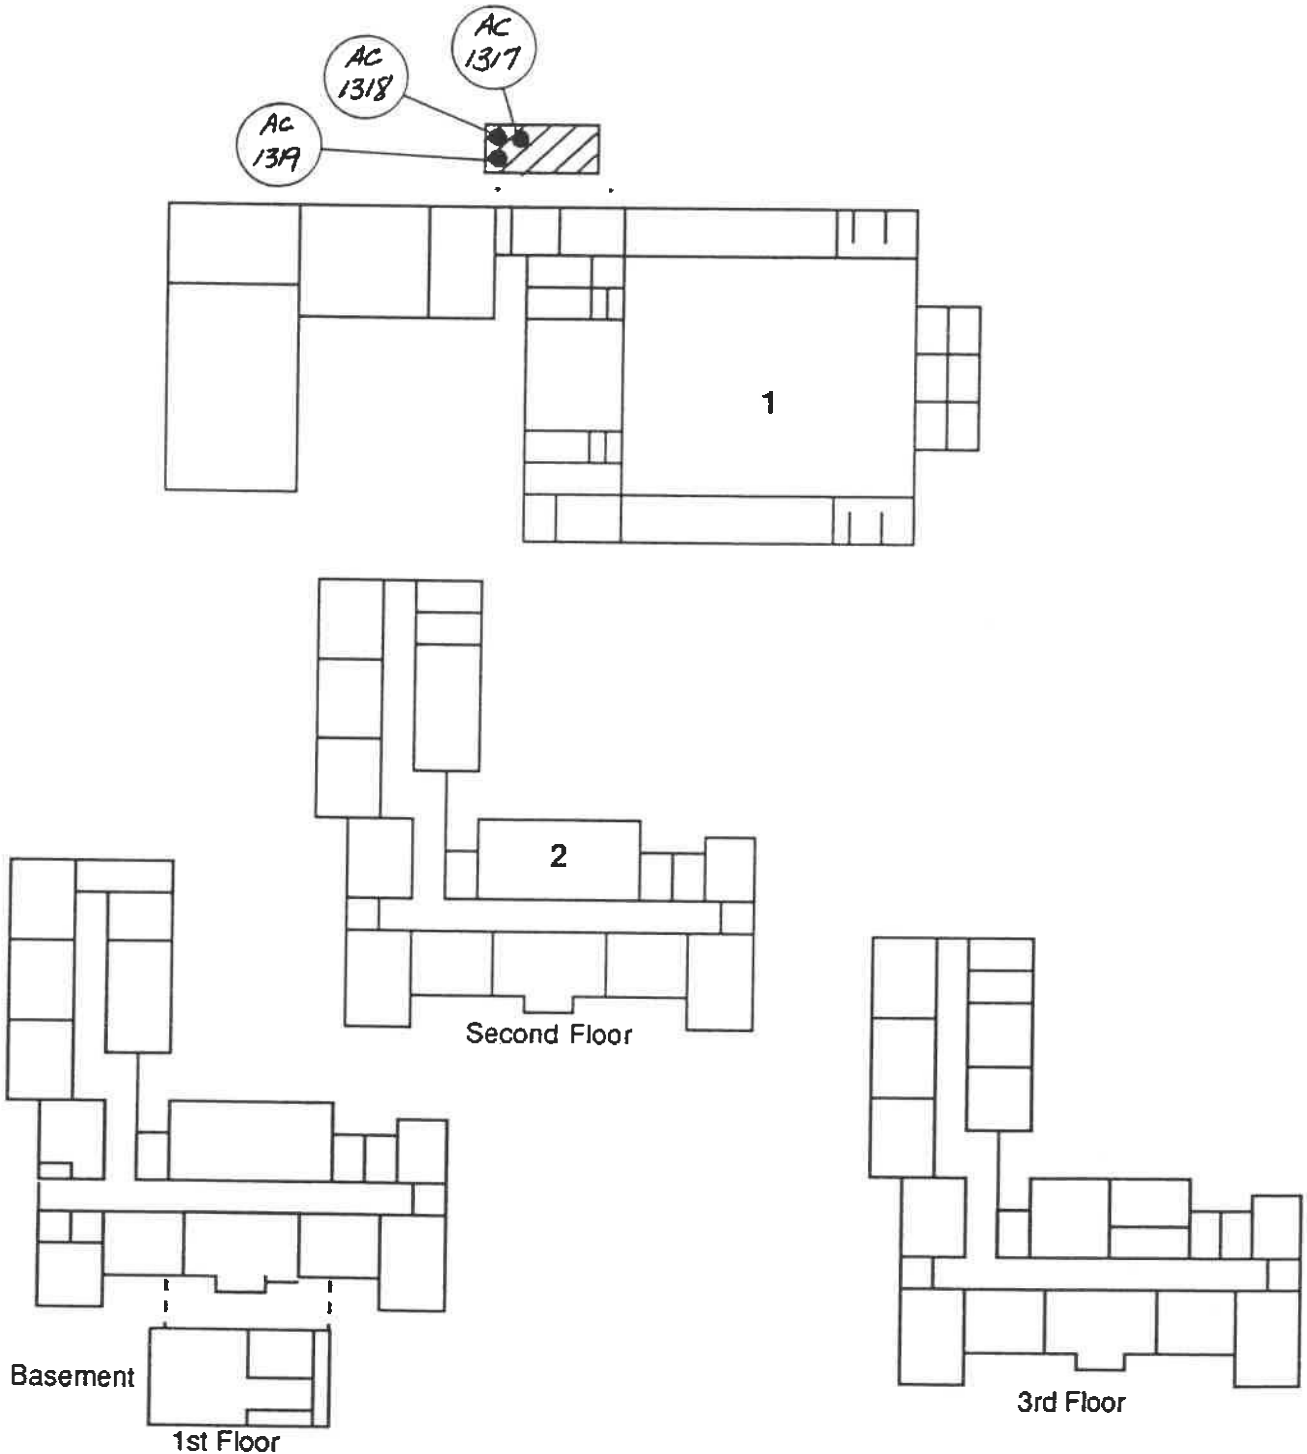 AC
1317
AC
1318
AC
1319
1
2
Second Floor
Basement
1st Floor
3rd Floor